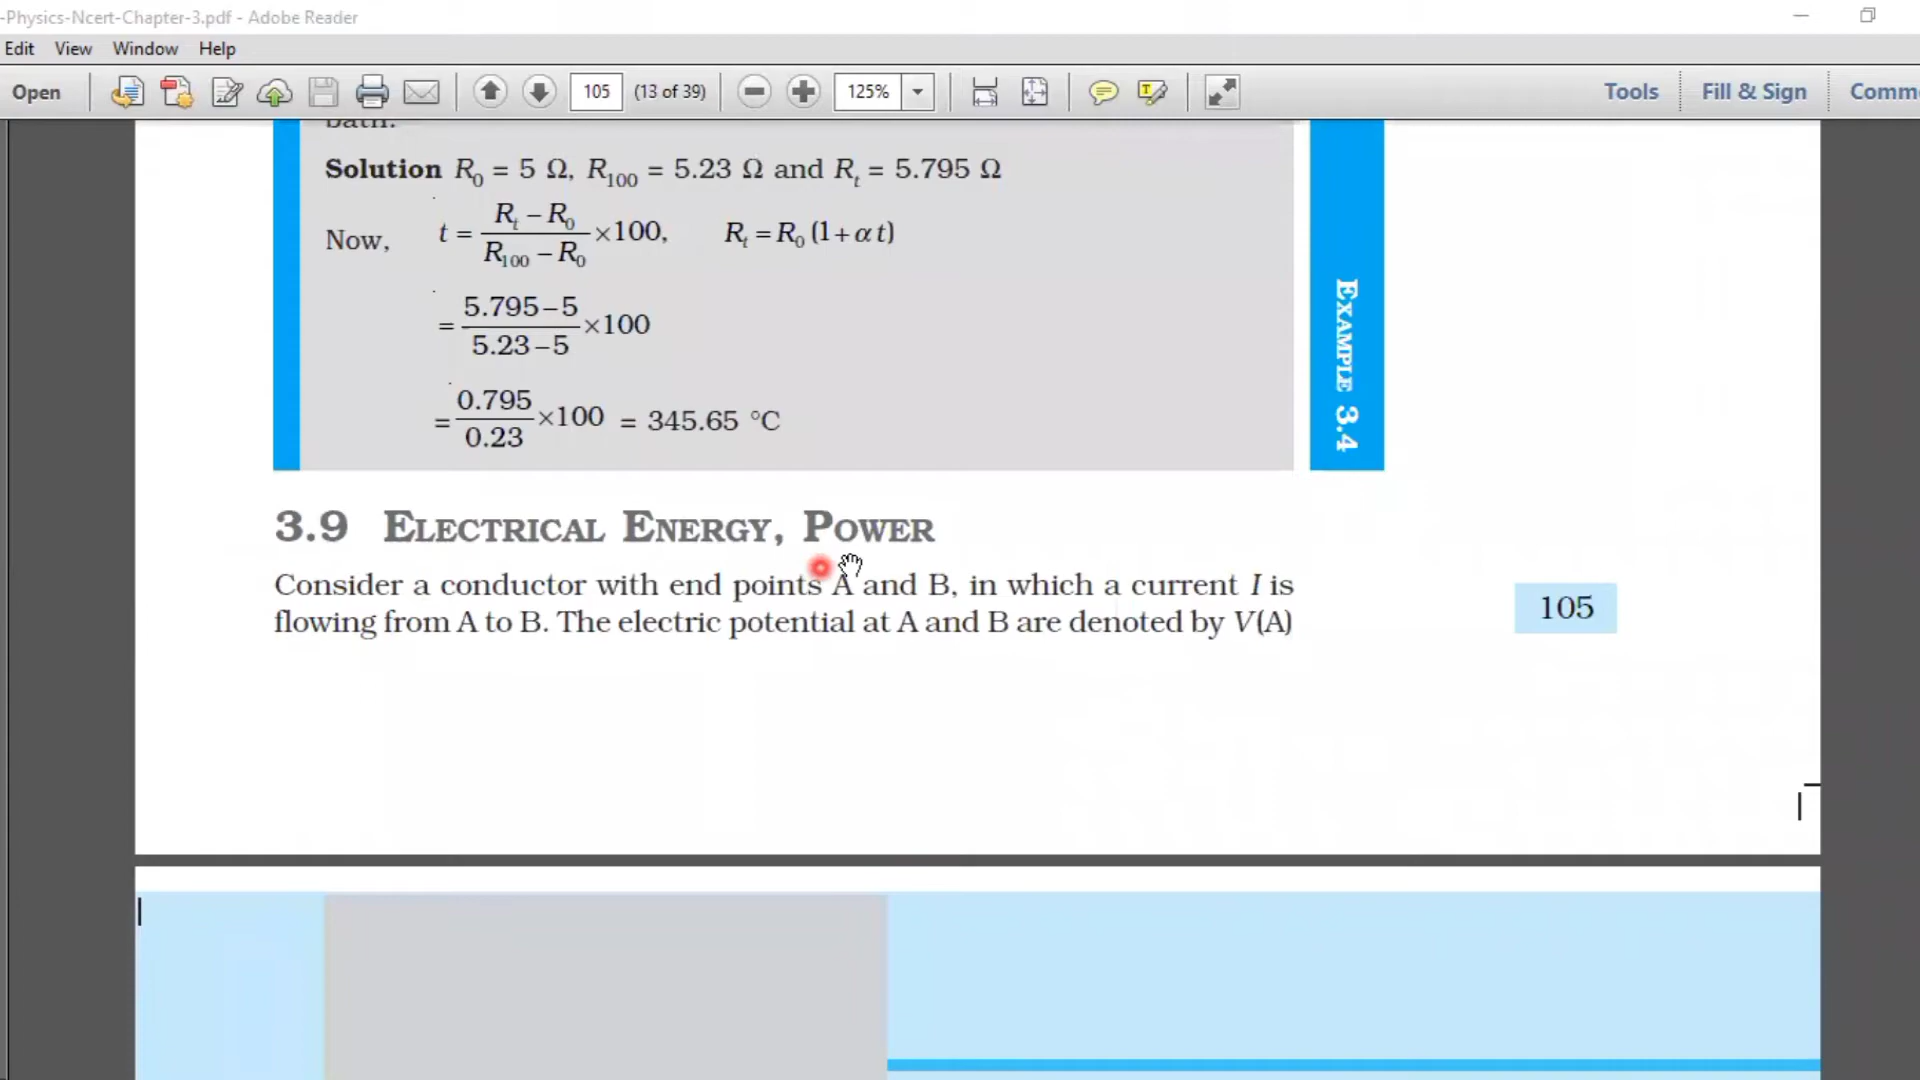 -Physics-Ncert-Chapter-3.pdf - Adobe Reader
Edit View Window Help
Open 105 (13 of 39) 125% Tools Fill & Sign Comm
bath.
Solution R0 = 5 Ω, R100 = 5.23 Ω and Rt = 5.795 Ω
Now, t = (Rt – R0)/(R100 – R0) ×100, Rt = R0 (1+ α t)
= (5.795 – 5)/(5.23 – 5) ×100
= 0.795/0.23 ×100 = 345.65 °C
EXAMPLE 3.4
3.9 ELECTRICAL ENERGY, POWER
Consider a conductor with end points A and B, in which a current I is
flowing from A to B. The electric potential at A and B are denoted by V(A)
105